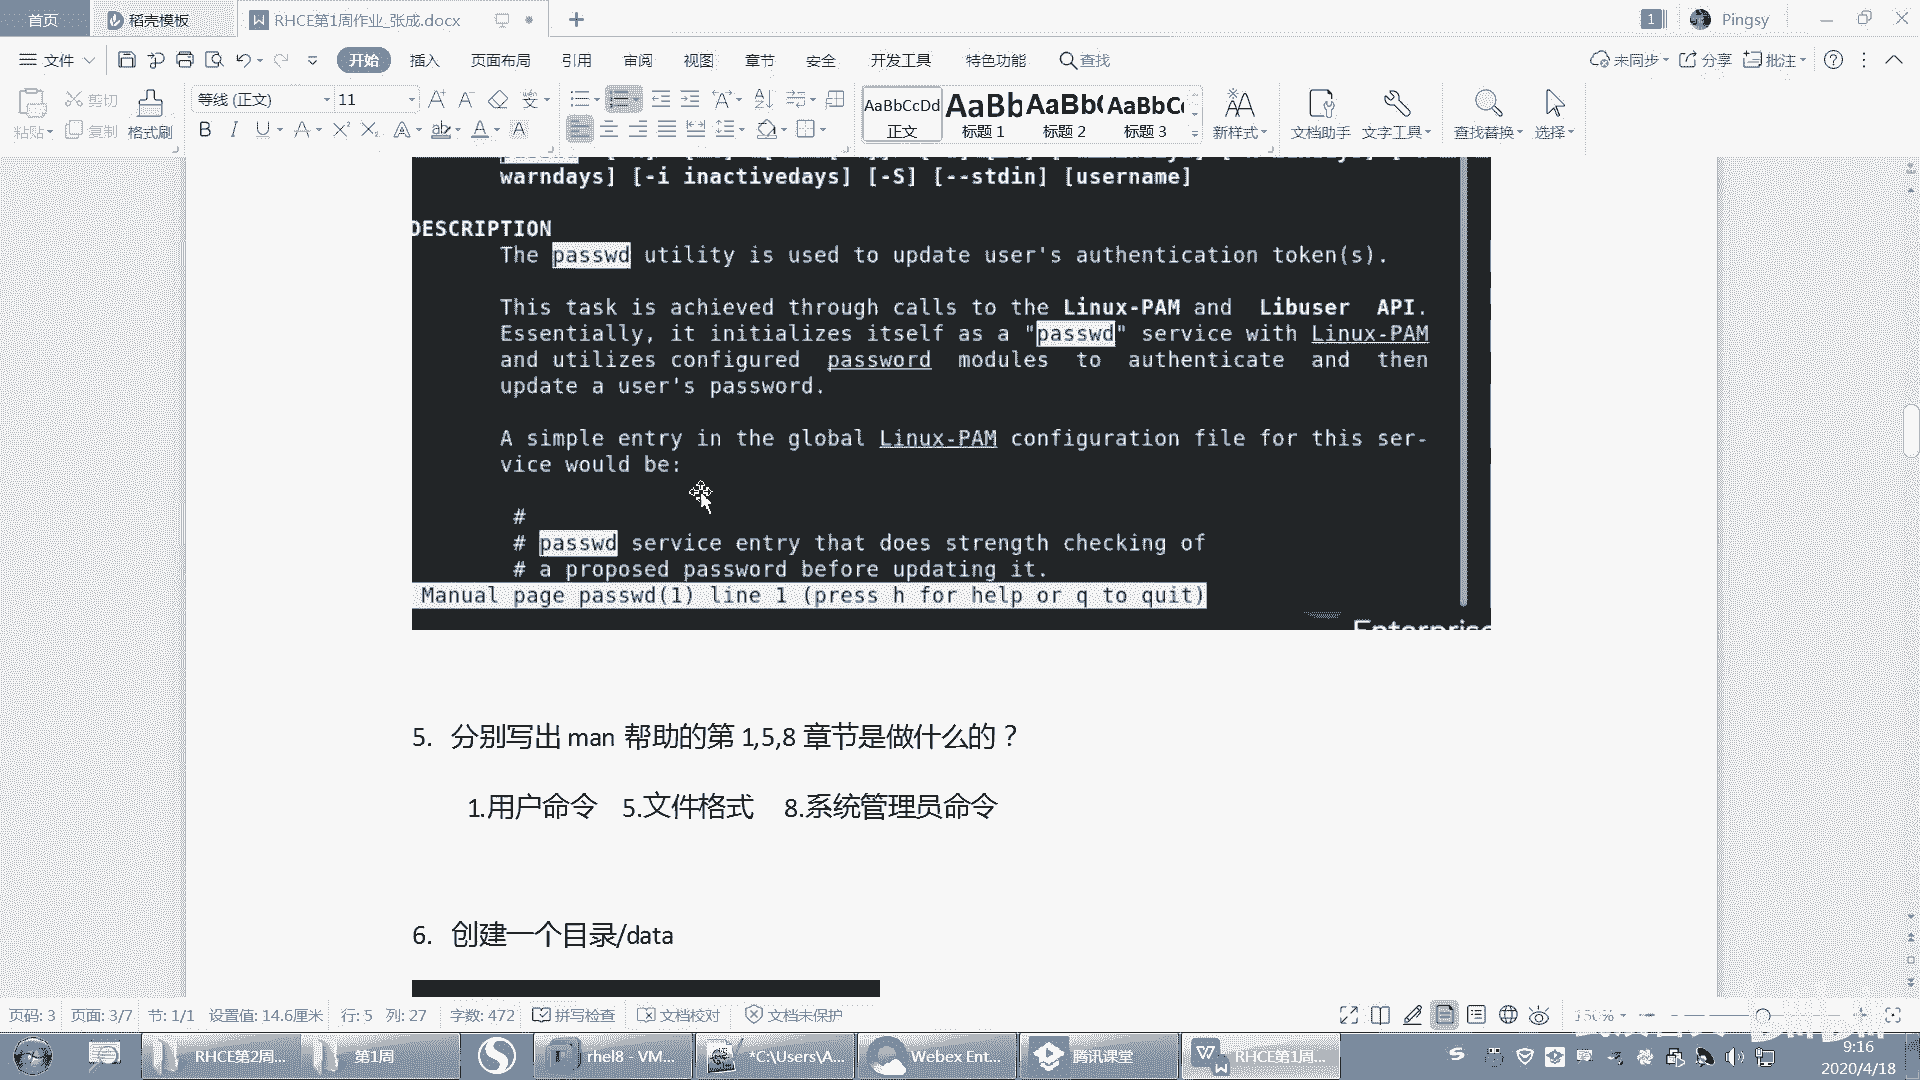 首页 稻壳模板 RHCE第1周作业_张成.docx 1 Pingsy
文件 开始 插入 页面布局 引用 审阅 视图 章节 安全 开发工具 特色功能 查找 未同步 分享 批注
粘贴 剪切 复制 格式刷 等线 (正文) 11 AaBbCcDd 正文 AaBb 标题 1 AaBb( 标题 2 AaBbC 标题 3 新样式 文档助手 文字工具 查找替换 选择
warndays] [-i inactivedays] [-S] [--stdin] [username]
DESCRIPTION
The passwd utility is used to update user's authentication token(s).
This task is achieved through calls to the Linux-PAM and Libuser API.
Essentially, it initializes itself as a "passwd" service with Linux-PAM
and utilizes configured password modules to authenticate and then
update a user's password.
A simple entry in the global Linux-PAM configuration file for this ser-
vice would be:
#
# passwd service entry that does strength checking of
# a proposed password before updating it.
Manual page passwd(1) line 1 (press h for help or q to quit)
Enterprise
5. 分别写出 man 帮助的第 1,5,8 章节是做什么的？
1.用户命令 5.文件格式 8.系统管理员命令
6. 创建一个目录/data
页码: 3 页面: 3/7 节: 1/1 设置值: 14.6厘米 行: 5 列: 27 字数: 472 拼写检查 文档校对 文档未保护 150%
RHCE第2周... 第1周 rhel8 - VM... *C:\Users\A... Webex Ent... 腾讯课堂 RHCE第1周... 9:16
2020/4/18